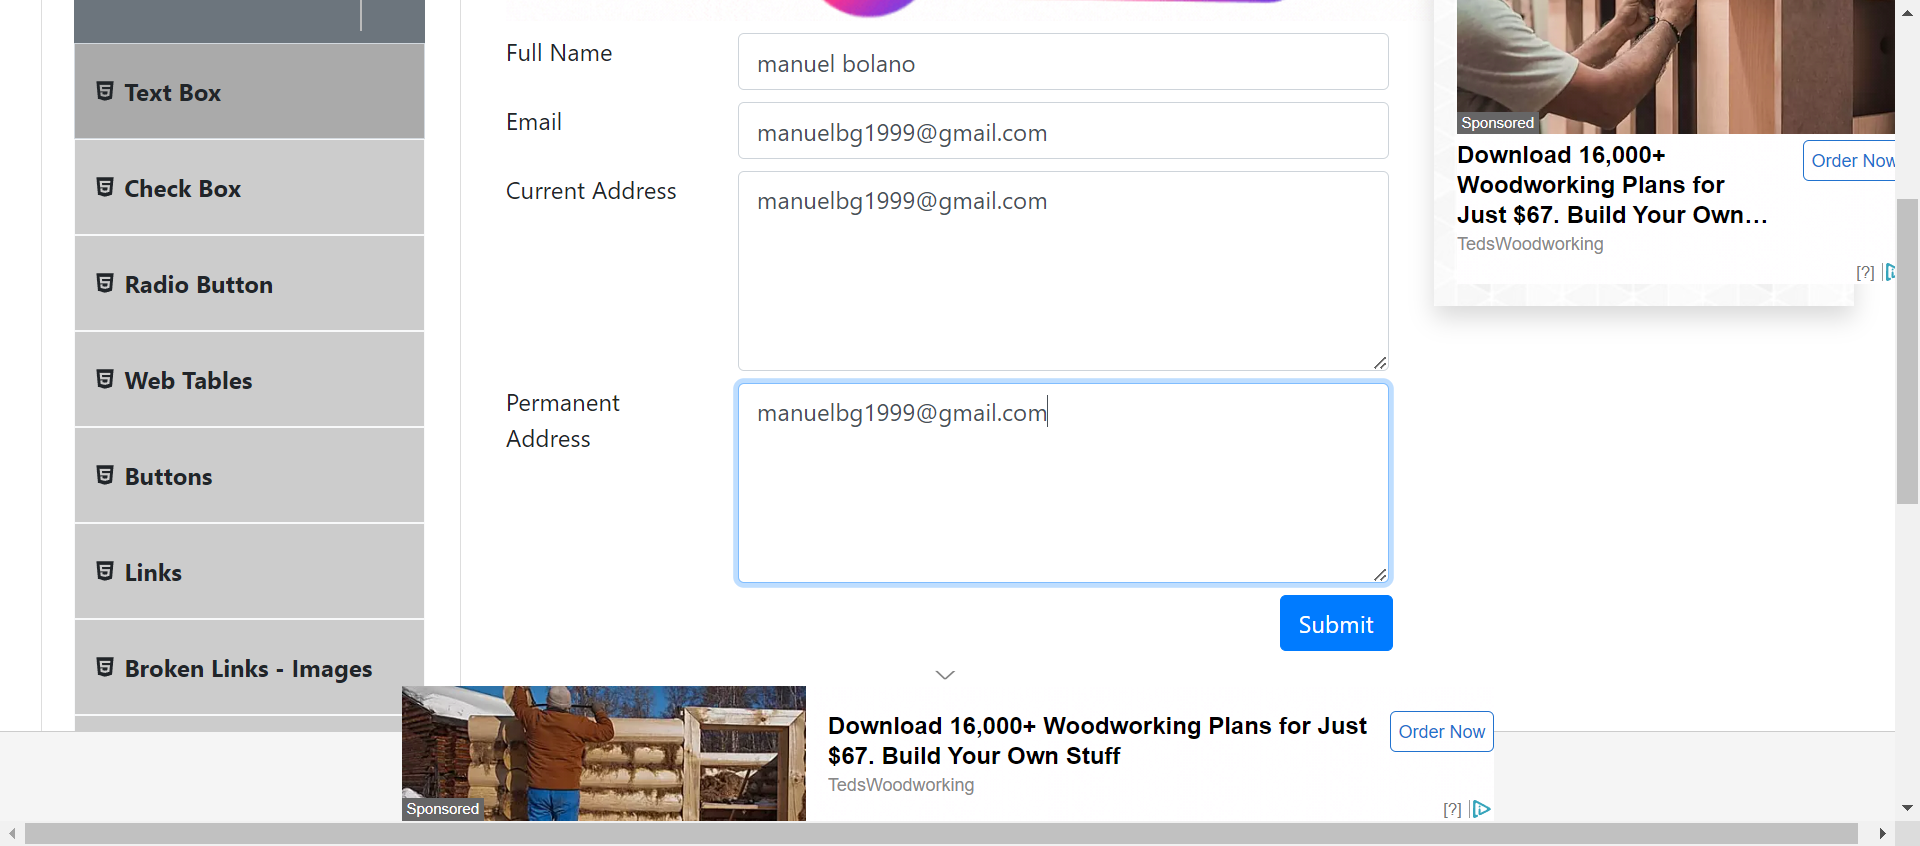 Text Box
Check Box
Radio Button
Web Tables
Buttons
Links
Broken Links - Images
Full Name
manuel bolano
Email
manuelbg1999@gmail.com
Current Address
manuelbg1999@gmail.com
Permanent
Address
manuelbg1999@gmail.com
Submit
Sponsored
Download 16,000+
Woodworking Plans for
Just $67. Build Your Own...
TedsWoodworking
Order Now
[?]
Sponsored
Download 16,000+ Woodworking Plans for Just
$67. Build Your Own Stuff
TedsWoodworking
Order Now
[?]